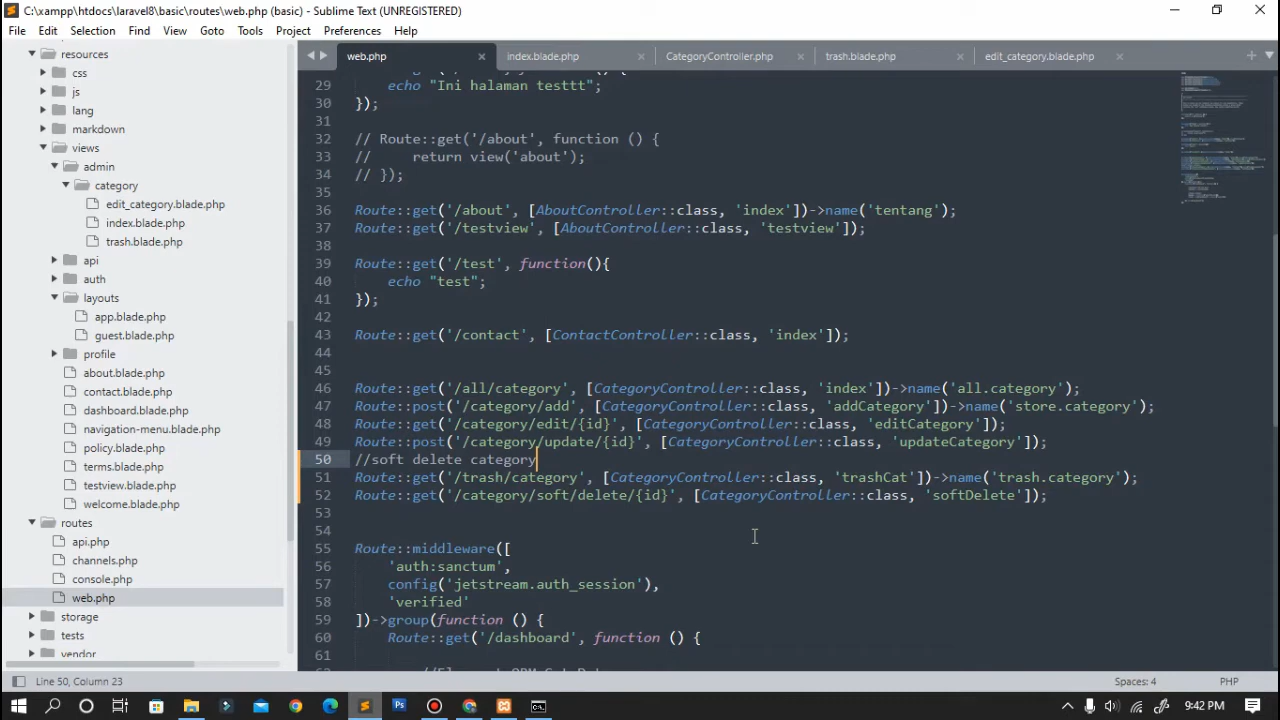 C:\xampp\htdocs\laravel8\basic\routes\web.php (basic) - Sublime Text (UNREGISTERED)
File Edit Selection Find View Goto Tools Project Preferences Help
resources
css
js
lang
markdown
views
admin
category
edit_category.blade.php
index.blade.php
trash.blade.php
api
auth
layouts
app.blade.php
guest.blade.php
profile
about.blade.php
contact.blade.php
dashboard.blade.php
navigation-menu.blade.php
policy.blade.php
terms.blade.php
testview.blade.php
welcome.blade.php
routes
api.php
channels.php
console.php
web.php
storage
tests
vendor
web.php index.blade.php CategoryController.php trash.blade.php edit_category.blade.php
29 echo "Ini halaman testtt";
30 });
31
32 // Route::get('/about', function () {
33 //     return view('about');
34 // });
35
36 Route::get('/about', [AboutController::class, 'index'])->name('tentang');
37 Route::get('/testview', [AboutController::class, 'testview']);
38
39 Route::get('/test', function(){
40     echo "test";
41 });
42
43 Route::get('/contact', [ContactController::class, 'index']);
44
45
46 Route::get('/all/category', [CategoryController::class, 'index'])->name('all.category');
47 Route::post('/category/add', [CategoryController::class, 'addCategory'])->name('store.category');
48 Route::get('/category/edit/{id}', [CategoryController::class, 'editCategory']);
49 Route::post('/category/update/{id}', [CategoryController::class, 'updateCategory']);
50 //soft delete category
51 Route::get('/trash/category', [CategoryController::class, 'trashCat'])->name('trash.category');
52 Route::get('/category/soft/delete/{id}', [CategoryController::class, 'softDelete']);
53
54
55 Route::middleware([
56     'auth:sanctum',
57     config('jetstream.auth_session'),
58     'verified'
59 ])->group(function () {
60     Route::get('/dashboard', function () {
61
Line 50, Column 23 Spaces: 4 PHP
9:42 PM